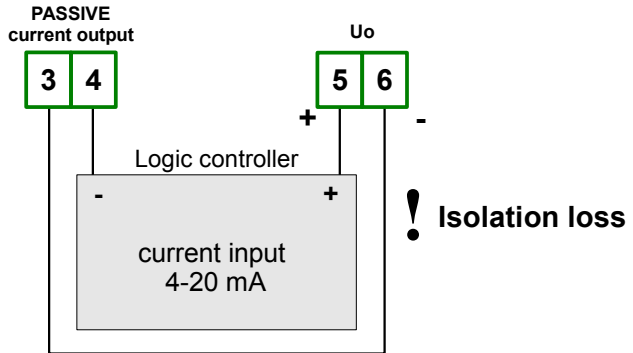 PASSIVE
current output
Uo
3 4
5 6
+ -
Logic controller
- +
! Isolation loss
current input
4-20 mA